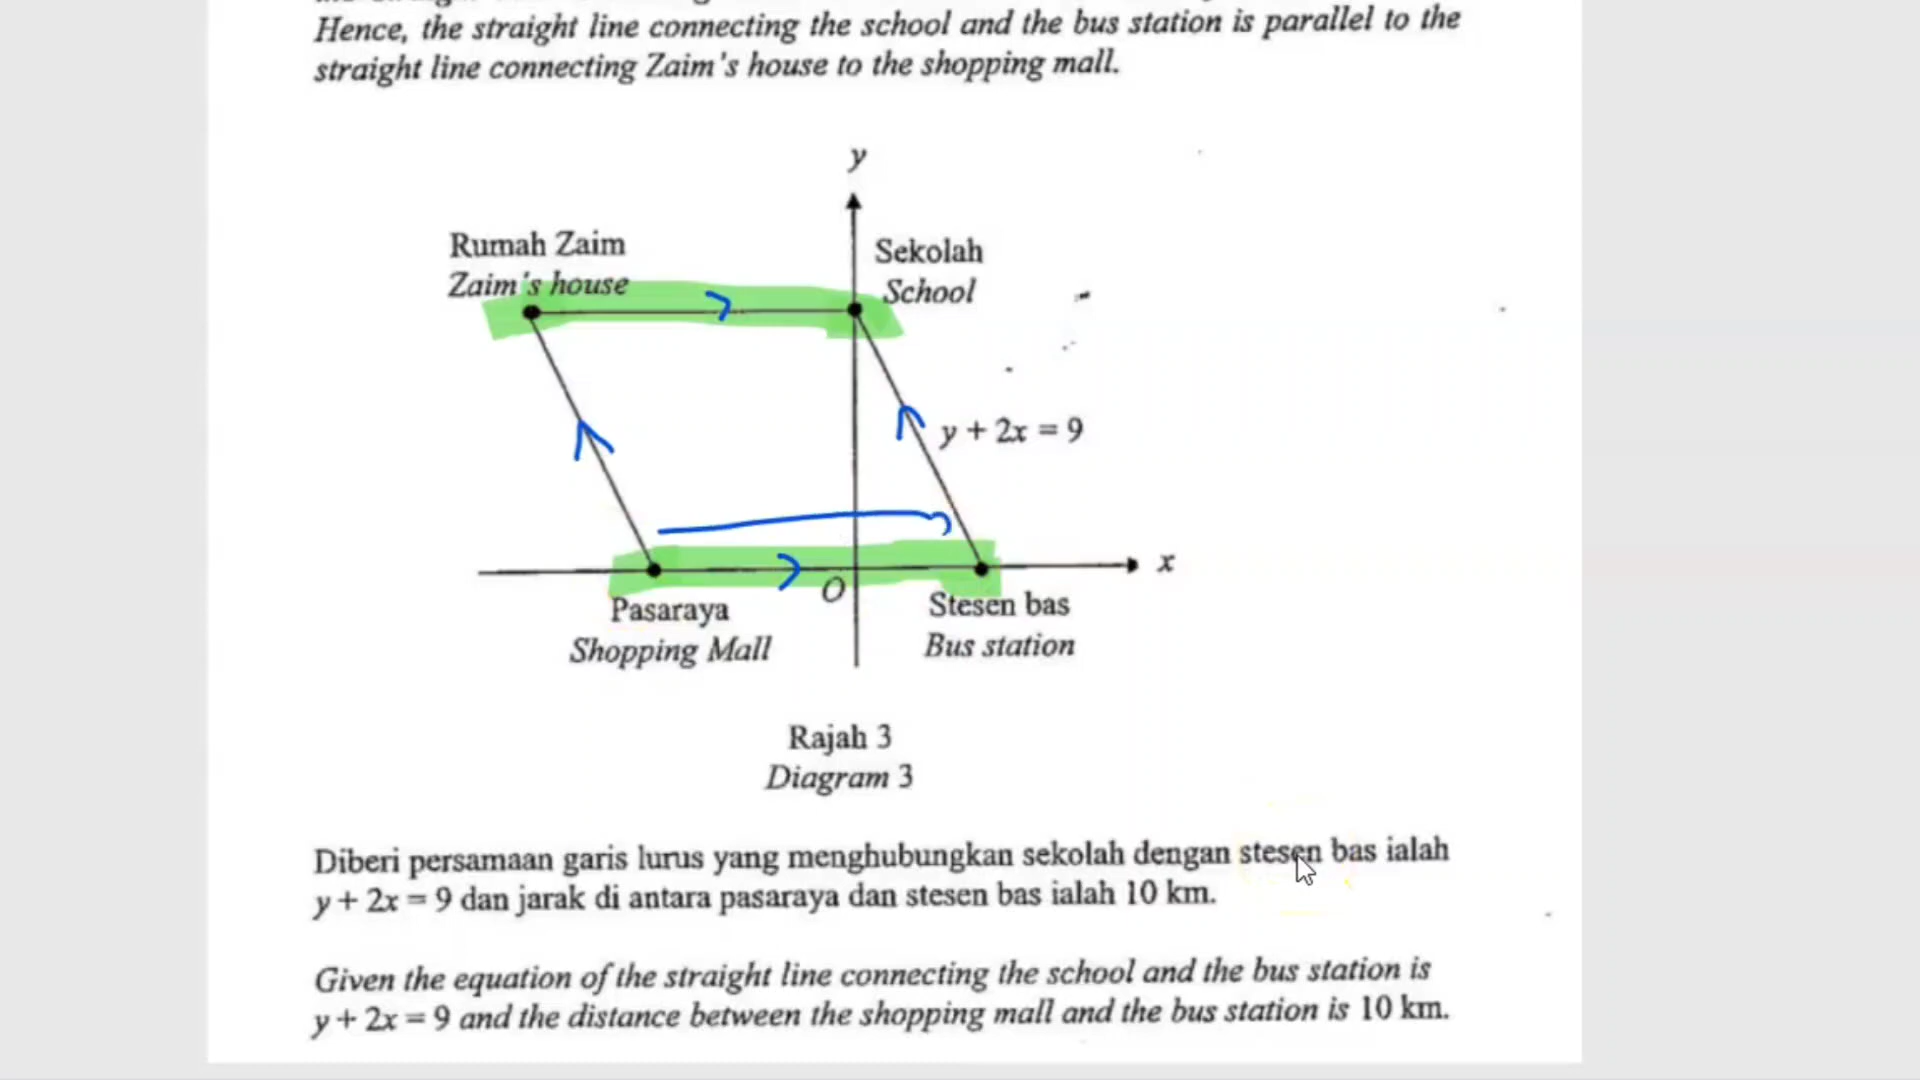 Hence, the straight line connecting the school and the bus station is parallel to the
straight line connecting Zaim's house to the shopping mall.
y
Rumah Zaim
Zaim's house
Sekolah
School
y + 2x = 9
x
O
Pasaraya
Shopping Mall
Stesen bas
Bus station
Rajah 3
Diagram 3
Diberi persamaan garis lurus yang menghubungkan sekolah dengan stesen bas ialah
y + 2x = 9 dan jarak di antara pasaraya dan stesen bas ialah 10 km.
Given the equation of the straight line connecting the school and the bus station is
y + 2x = 9 and the distance between the shopping mall and the bus station is 10 km.